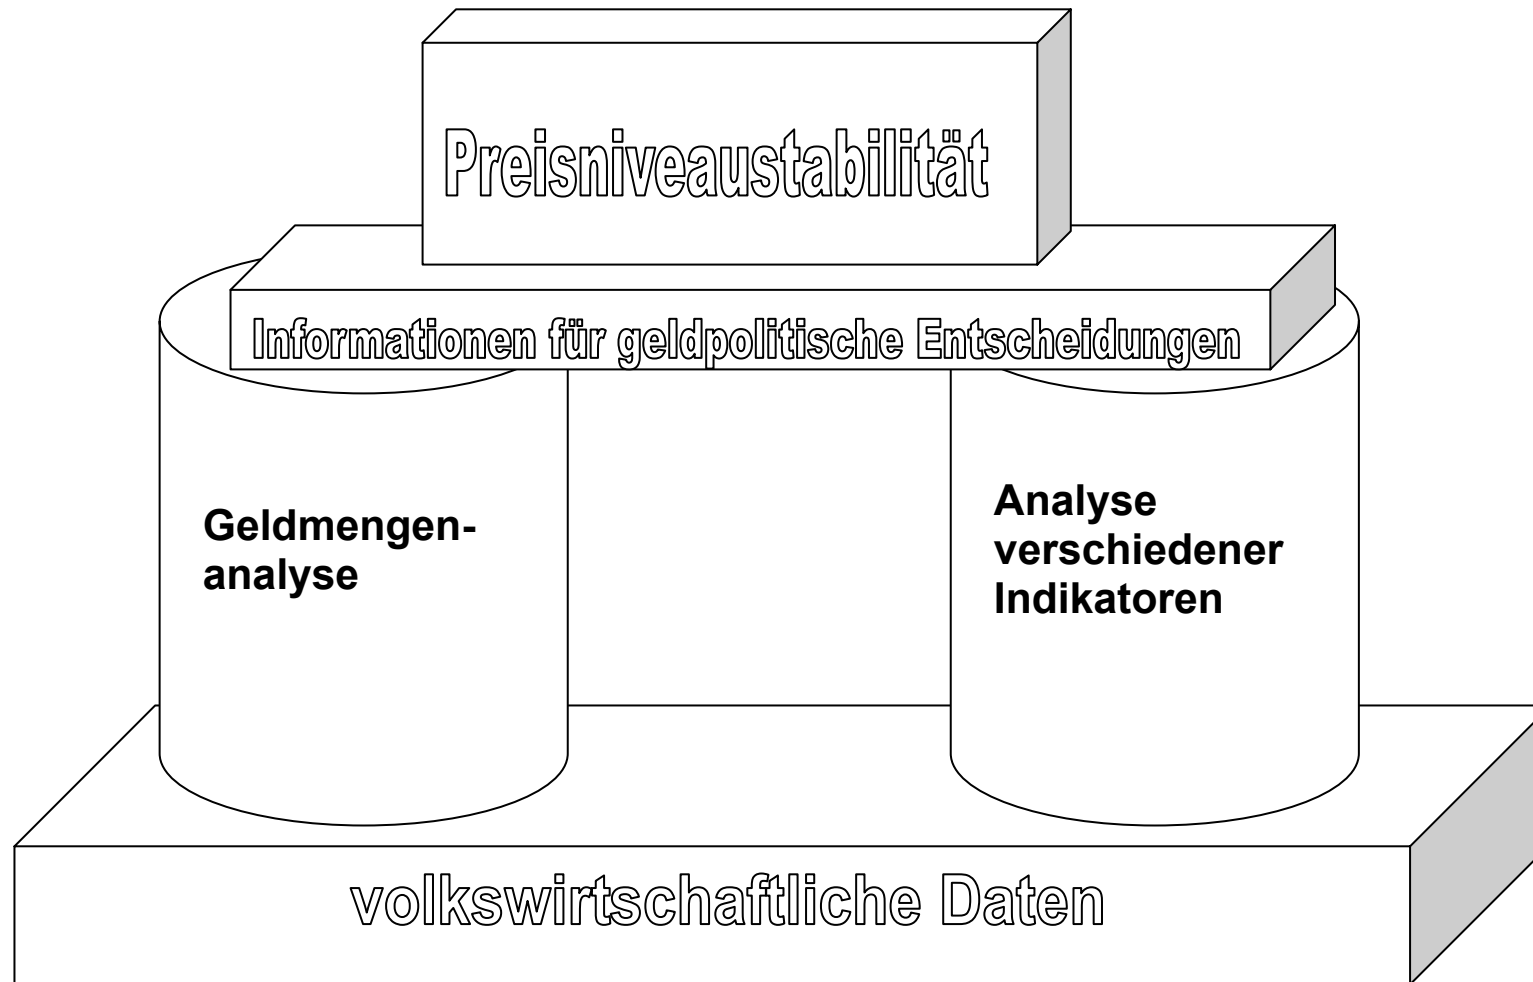 Preisniveaustabilität
Informationen für geldpolitische Entscheidungen
Geldmengen-
analyse
Analyse
verschiedener
Indikatoren
volkswirtschaftliche Daten